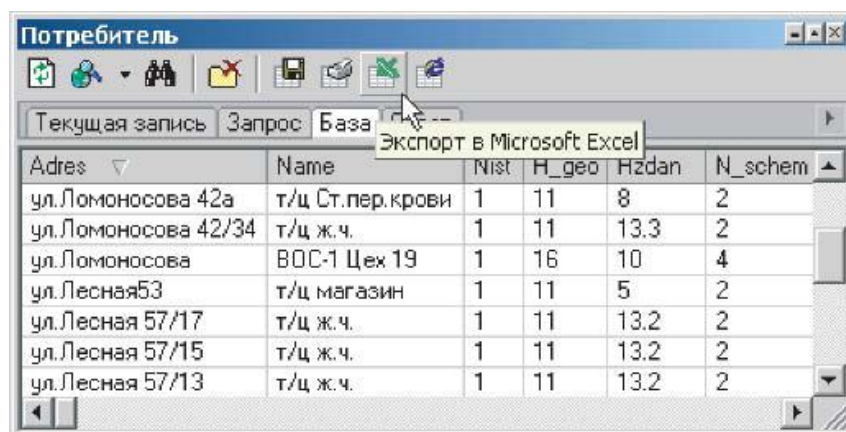 Потребитель
Текущая запись Запрос База
Экспорт в Microsoft Excel
Adres Name Nist H_geo Hzdan N_schem
ул.Ломоносова 42а т/ц Ст.пер.крови 1 11 8 2
ул.Ломоносова 42/34 т/ц ж.ч. 1 11 13.3 2
ул.Ломоносова ВОС-1 Цех 19 1 16 10 4
ул.Лесная53 т/ц магазин 1 11 5 2
ул.Лесная 57/17 т/ц ж.ч. 1 11 13.2 2
ул.Лесная 57/15 т/ц ж.ч. 1 11 13.2 2
ул.Лесная 57/13 т/ц ж.ч. 1 11 13.2 2